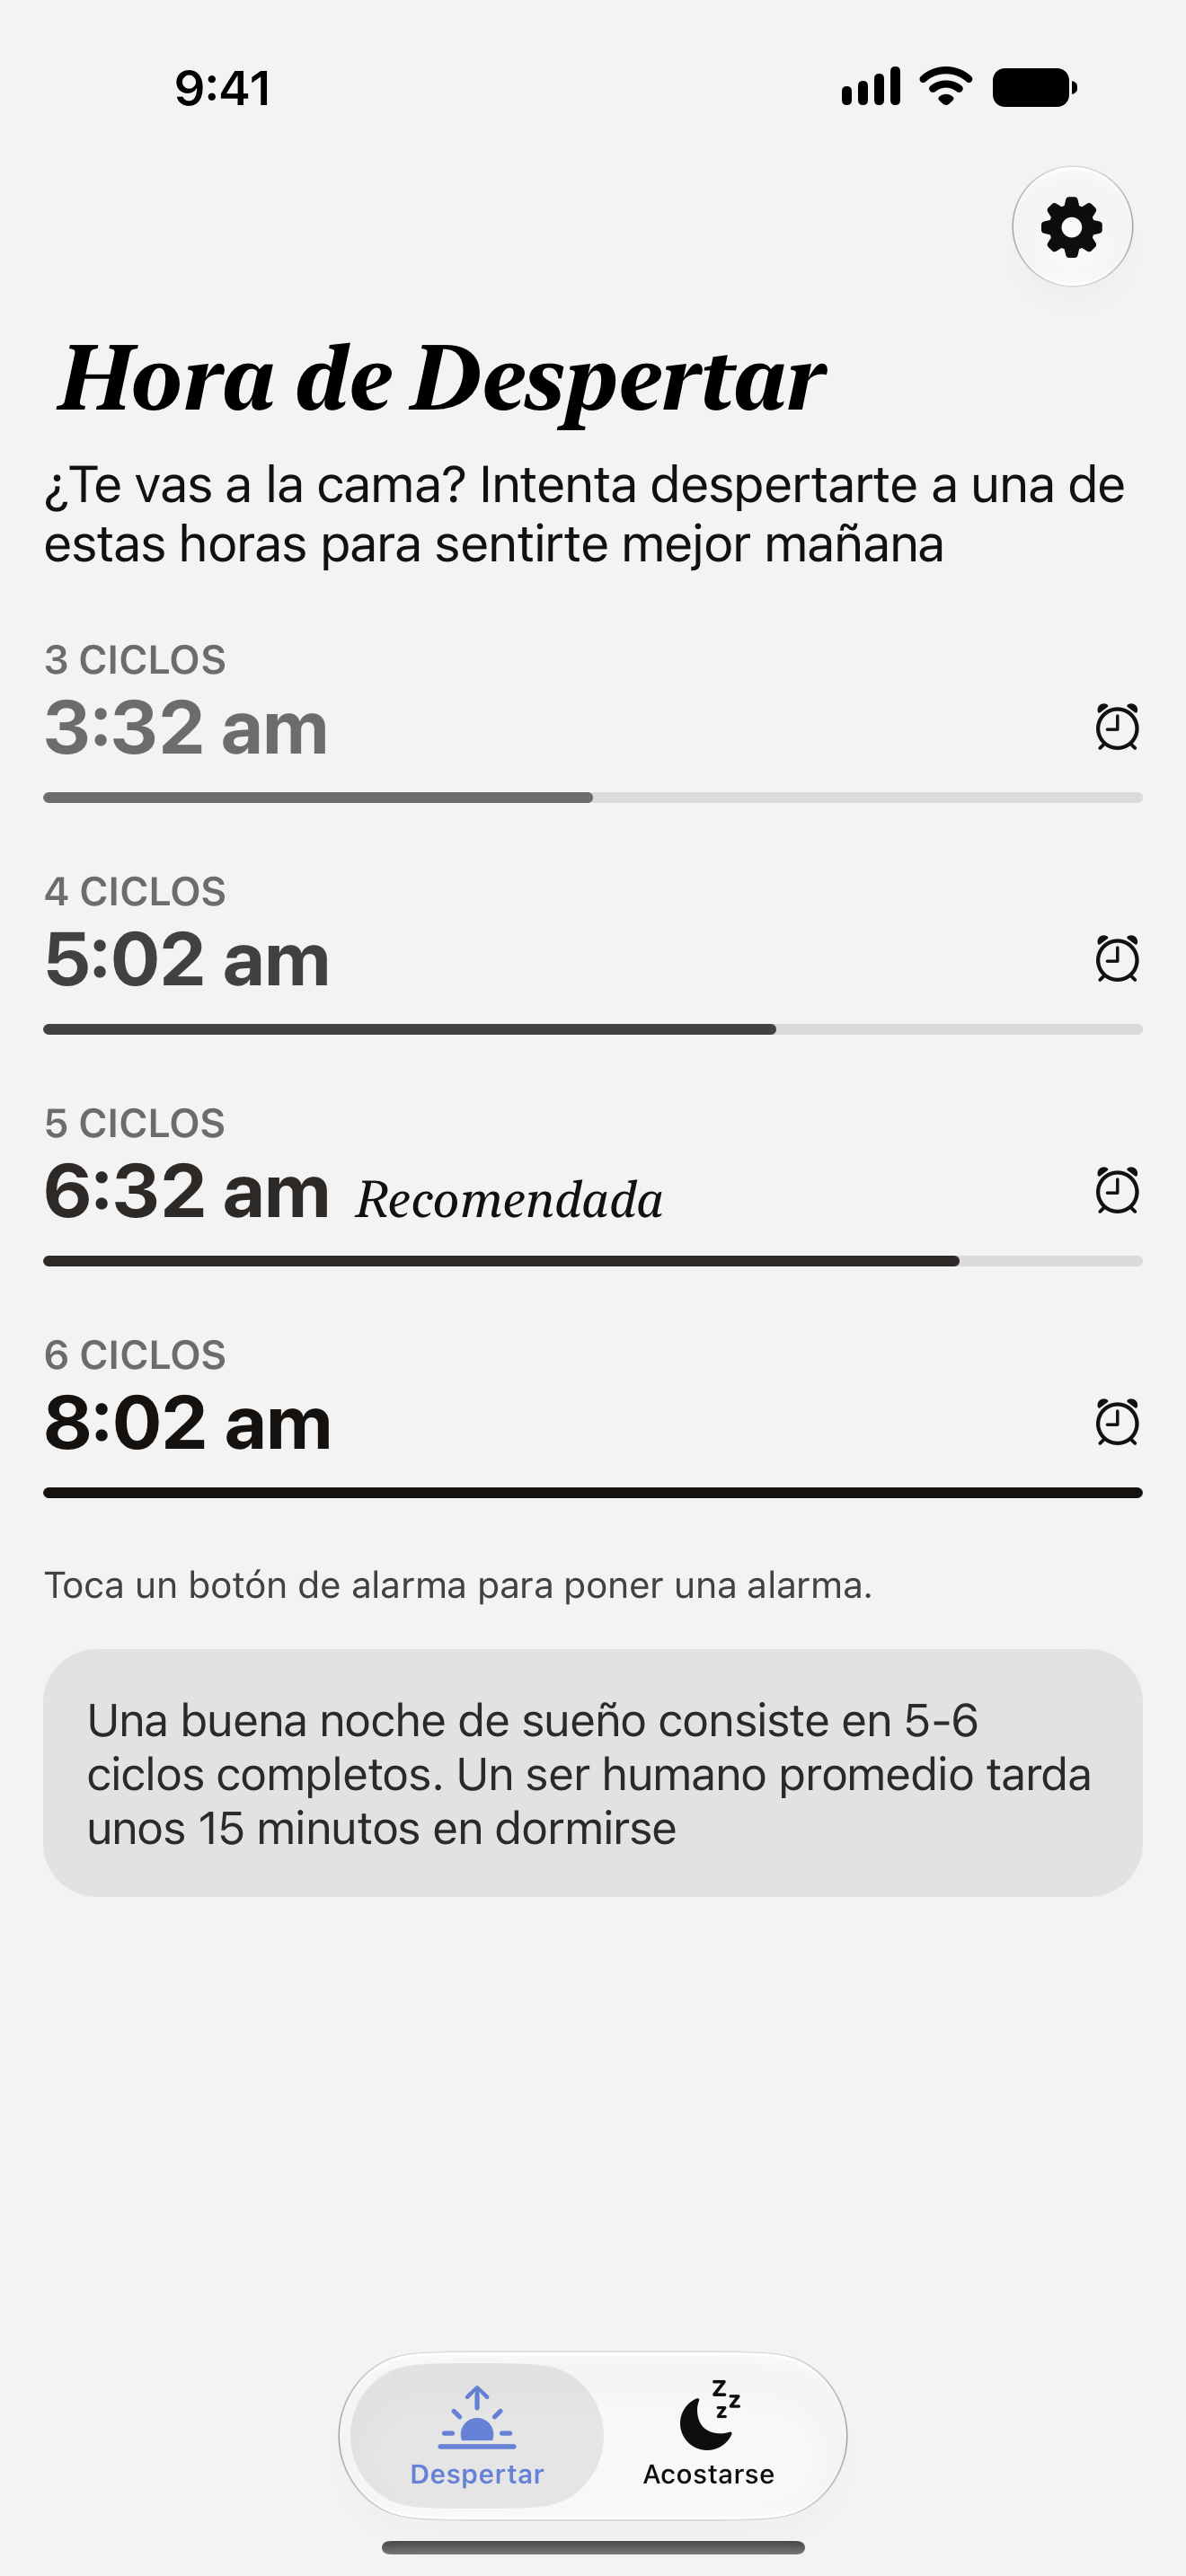 9:41
Hora de Despertar
¿Te vas a la cama? Intenta despertarte a una de
estas horas para sentirte mejor mañana
3 CICLOS
3:32 am
4 CICLOS
5:02 am
5 CICLOS
6:32 am Recomendada
6 CICLOS
8:02 am
Toca un botón de alarma para poner una alarma.
Una buena noche de sueño consiste en 5-6
ciclos completos. Un ser humano promedio tarda
unos 15 minutos en dormirse
z z z
Despertar Acostarse